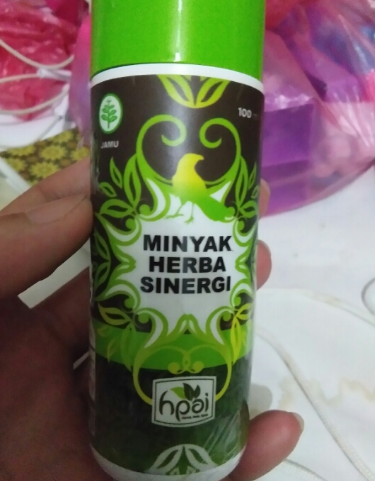 100
JAMU
MINYAK
HERBA
SINERGI
hpai